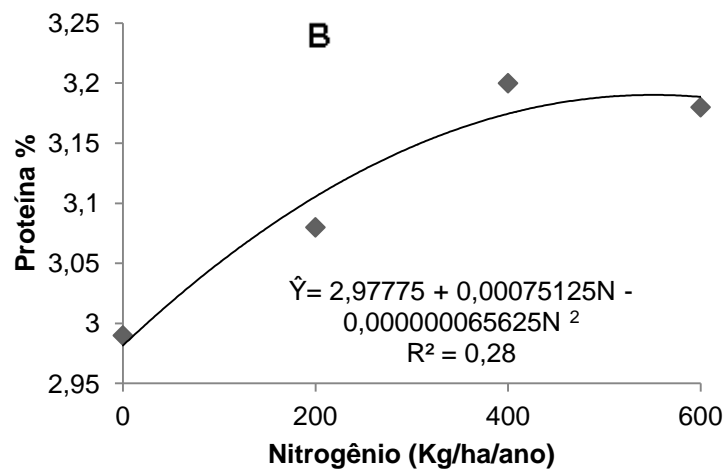 B
Proteína %
3,25
3,2
3,15
3,1
3,05
3
2,95
Ŷ= 2,97775 + 0,00075125N -
0,000000065625N ²
R² = 0,28
0 200 400 600
Nitrogênio (Kg/ha/ano)